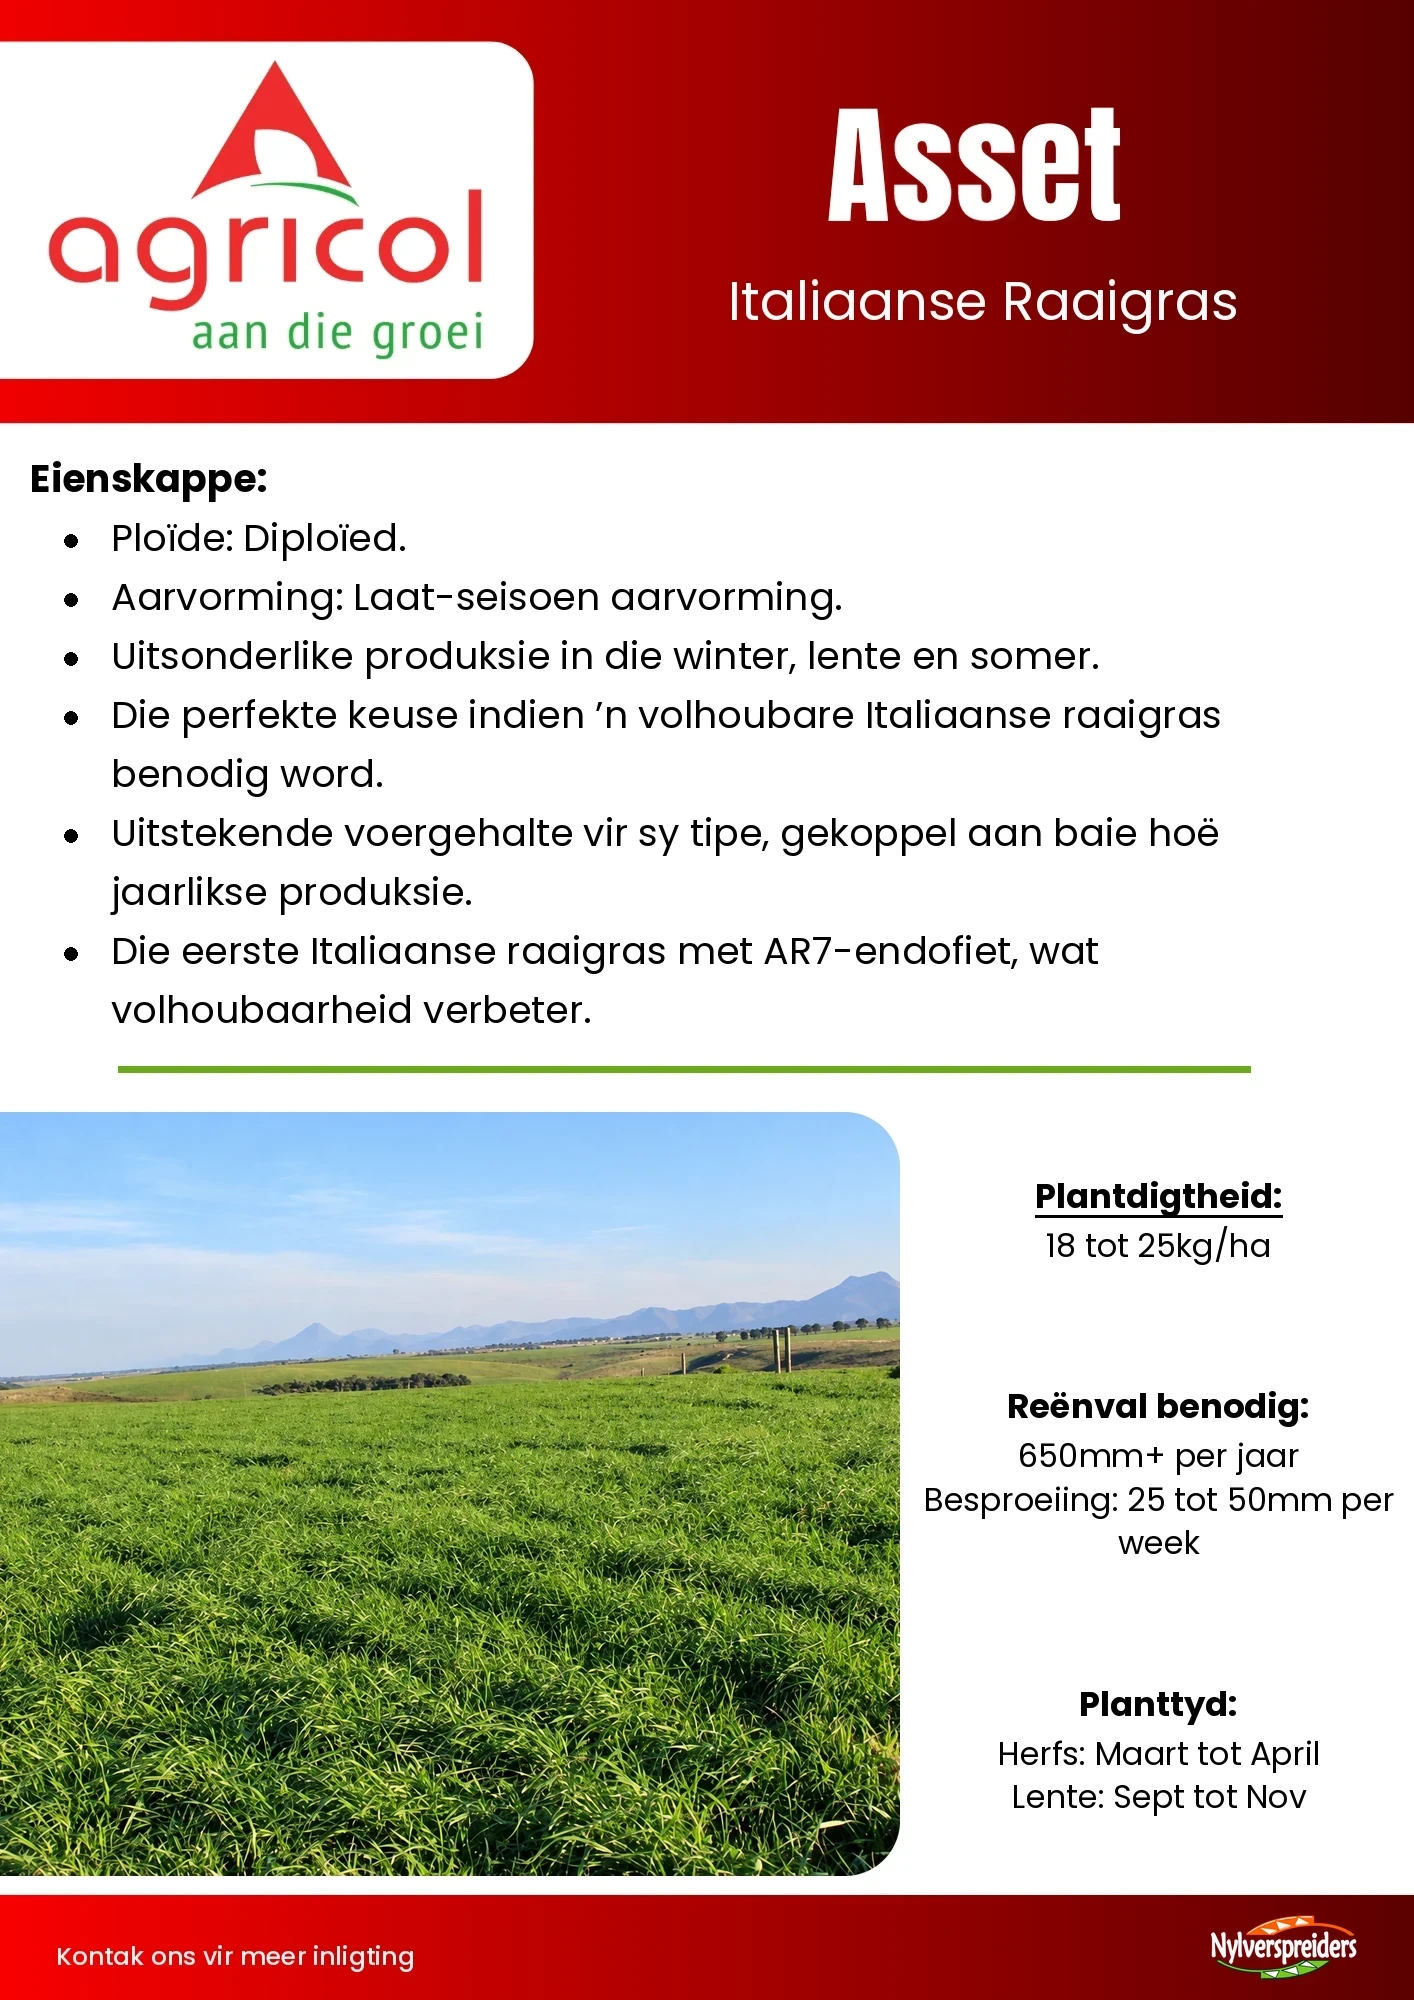 agricol
aan die groei
Asset
Italiaanse Raaigras
Eienskappe:
• Ploïde: Diploïed.
• Aarvorming: Laat-seisoen aarvorming.
• Uitsonderlike produksie in die winter, lente en somer.
• Die perfekte keuse indien ’n volhoubare Italiaanse raaigras
benodig word.
• Uitstekende voergehalte vir sy tipe, gekoppel aan baie hoë
jaarlikse produksie.
• Die eerste Italiaanse raaigras met AR7-endofiet, wat
volhoubaarheid verbeter.
Plantdigtheid:
18 tot 25kg/ha
Reënval benodig:
650mm+ per jaar
Besproeiing: 25 tot 50mm per
week
Planttyd:
Herfs: Maart tot April
Lente: Sept tot Nov
Kontak ons vir meer inligting
Nylverspreiders